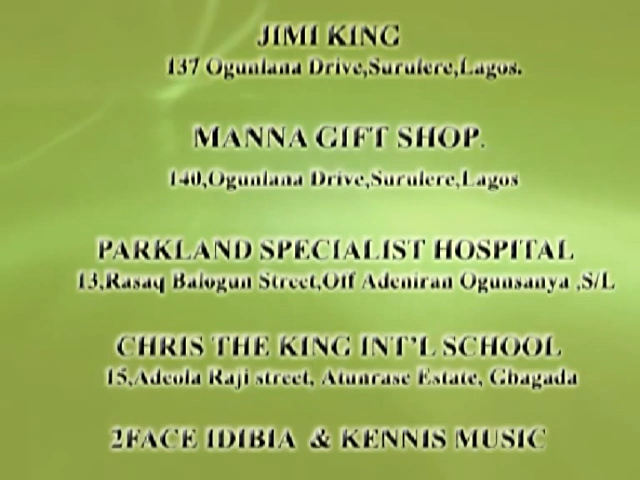 JIMI KING
137 Ogunlana Drive,Surulere,Lagos.
MANNA GIFT SHOP.
140,Ogunlana Drive,Surulere,Lagos
PARKLAND SPECIALIST HOSPITAL
13,Rasaq Balogun Street,Off Adeniran Ogunsanya ,S/L
CHRIS THE KING INT'L SCHOOL
15,Adeola Raji street, Atunrase Estate, Gbagada
2FACE IDIBIA & KENNIS MUSIC